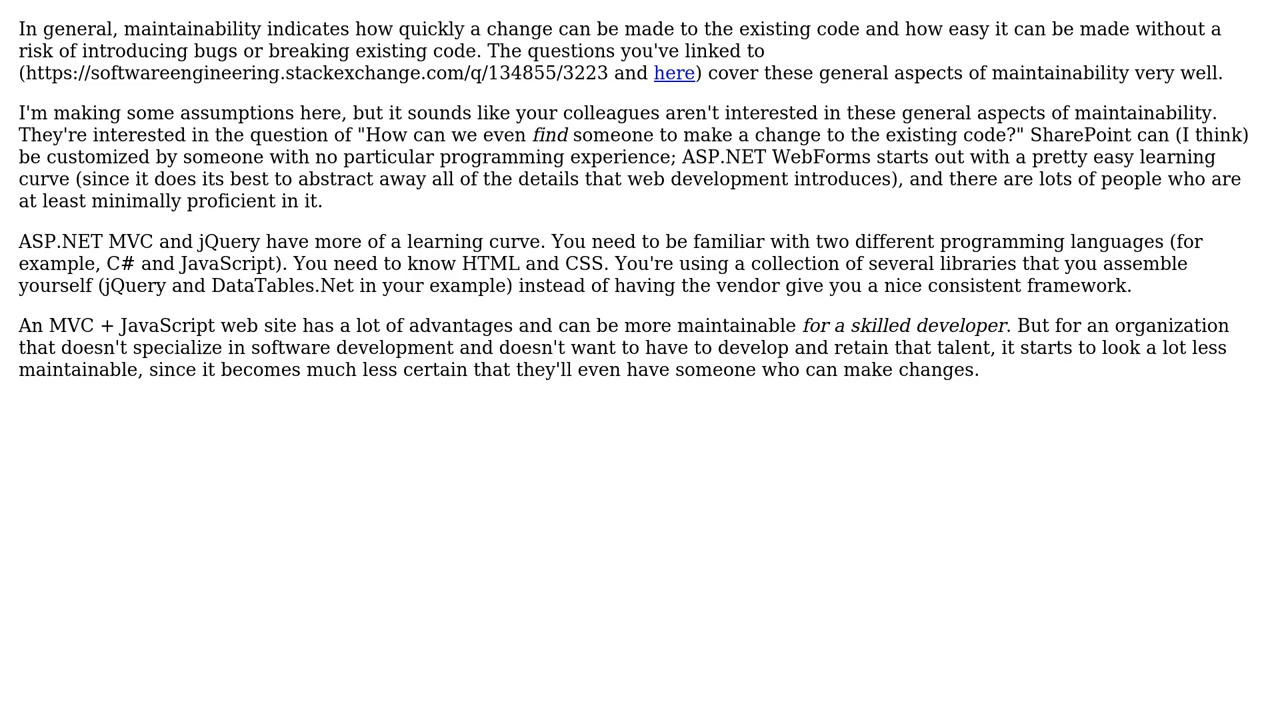 In general, maintainability indicates how quickly a change can be made to the existing code and how easy it can be made without a
risk of introducing bugs or breaking existing code. The questions you've linked to
(https://softwareengineering.stackexchange.com/q/134855/3223 and here) cover these general aspects of maintainability very well.
I'm making some assumptions here, but it sounds like your colleagues aren't interested in these general aspects of maintainability.
They're interested in the question of "How can we even find someone to make a change to the existing code?" SharePoint can (I think)
be customized by someone with no particular programming experience; ASP.NET WebForms starts out with a pretty easy learning
curve (since it does its best to abstract away all of the details that web development introduces), and there are lots of people who are
at least minimally proficient in it.
ASP.NET MVC and jQuery have more of a learning curve. You need to be familiar with two different programming languages (for
example, C# and JavaScript). You need to know HTML and CSS. You're using a collection of several libraries that you assemble
yourself (jQuery and DataTables.Net in your example) instead of having the vendor give you a nice consistent framework.
An MVC + JavaScript web site has a lot of advantages and can be more maintainable for a skilled developer. But for an organization
that doesn't specialize in software development and doesn't want to have to develop and retain that talent, it starts to look a lot less
maintainable, since it becomes much less certain that they'll even have someone who can make changes.